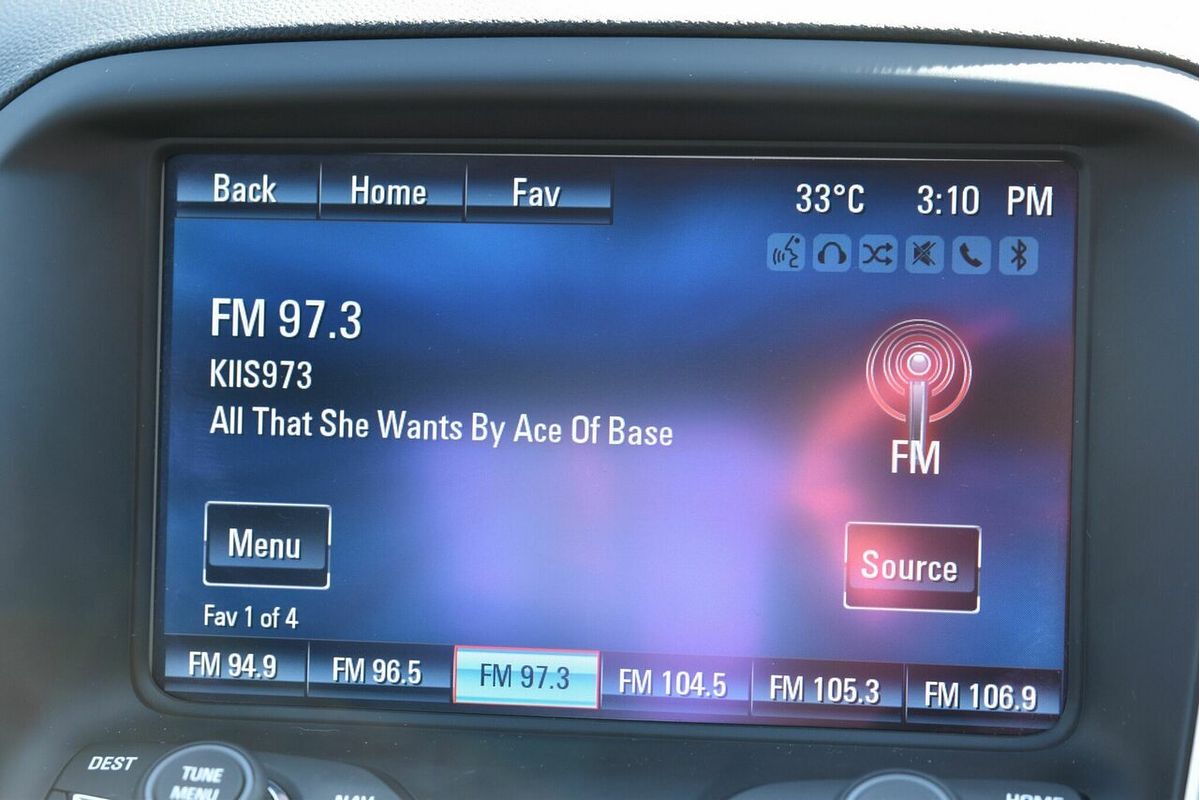 Back Home Fav 33°C 3:10 PM
FM 97.3
KIIS973
All That She Wants By Ace Of Base
FM
Menu
Source
Fav 1 of 4
FM 94.9 FM 96.5 FM 97.3 FM 104.5 FM 105.3 FM 106.9
DEST
TUNE
MENU
NAV
HOME